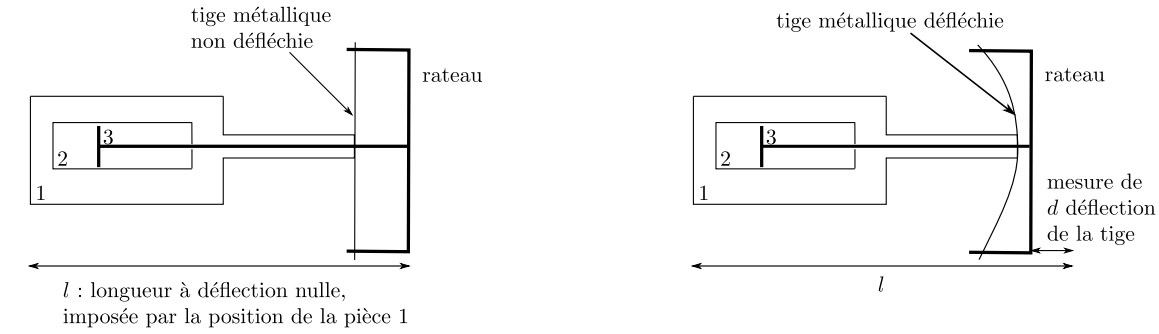 tige métallique
non défléchie
rateau
3
2
1
l : longueur à déflection nulle,
imposée par la position de la pièce 1
tige métallique défléchie
rateau
3
2
1
mesure de
d déflection
de la tige
l